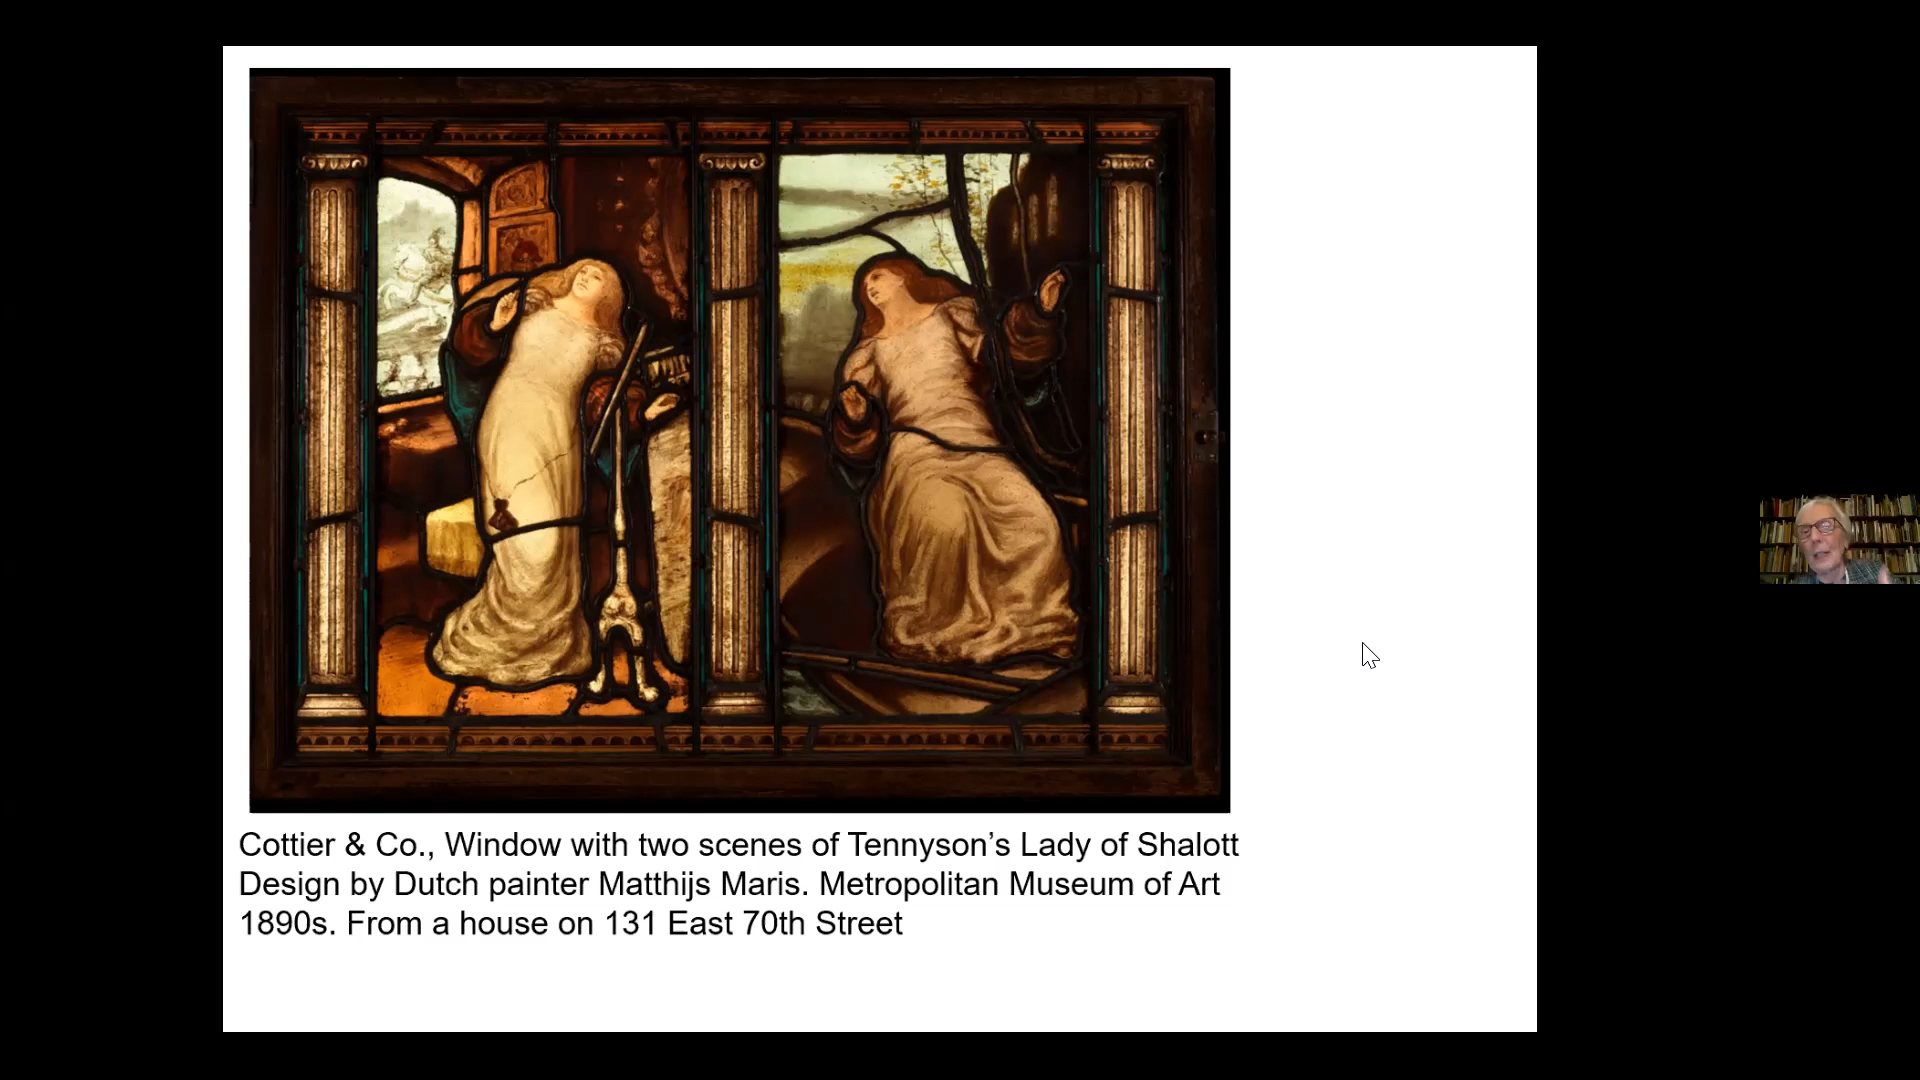 Cottier & Co., Window with two scenes of Tennyson’s Lady of Shalott
Design by Dutch painter Matthijs Maris. Metropolitan Museum of Art
1890s. From a house on 131 East 70th Street